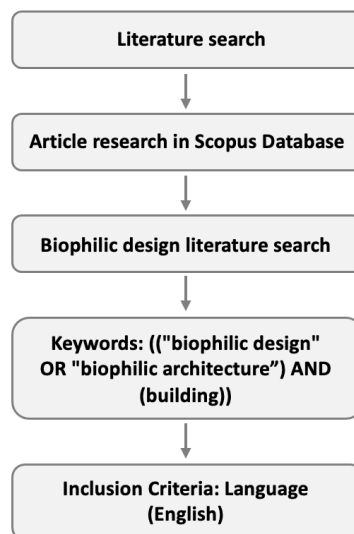 Literature search
Article research in Scopus Database
Biophilic design literature search
Keywords: (("biophilic design"
OR "biophilic architecture”) AND
(building))
Inclusion Criteria: Language
(English)